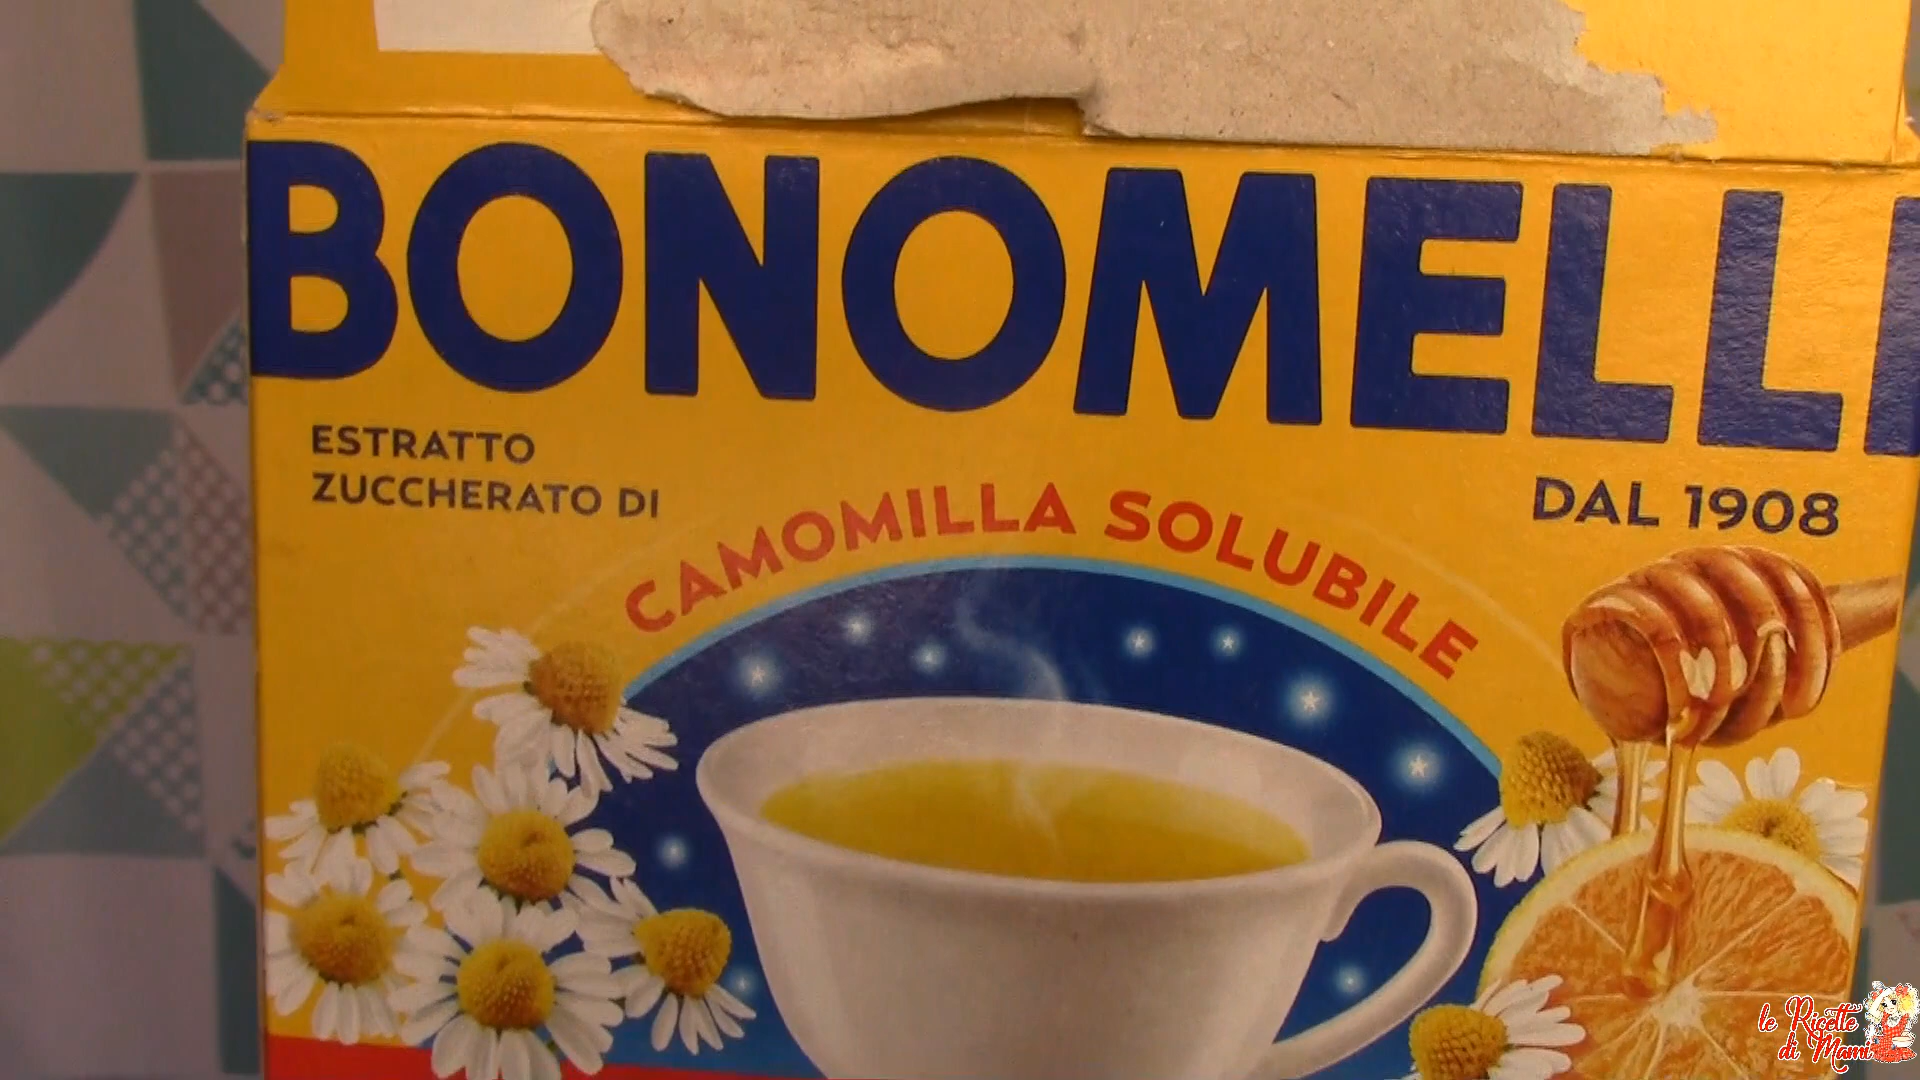 BONOMELLI
ESTRATTO
ZUCCHERATO DI
DAL 1908
CAMOMILLA SOLUBILE
le Ricette
di Mami